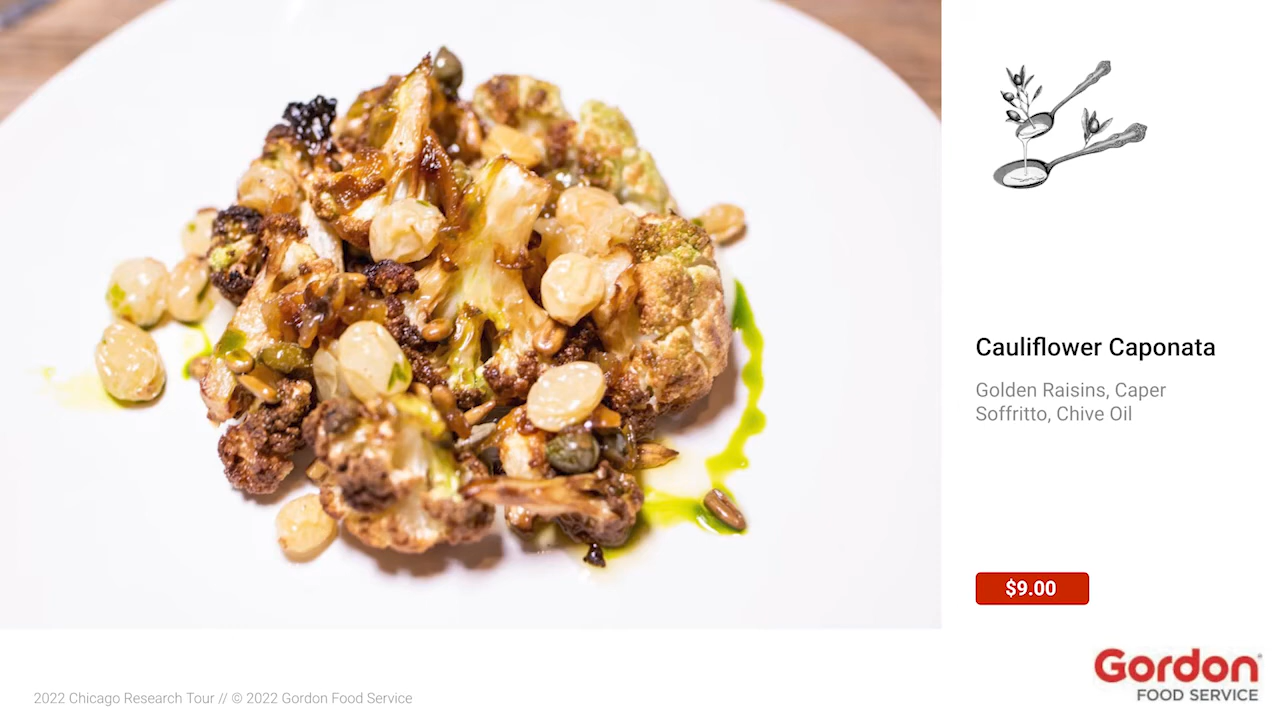 Cauliflower Caponata
Golden Raisins, Caper
Soffritto, Chive Oil
$9.00
Gordon
FOOD SERVICE
2022 Chicago Research Tour // © 2022 Gordon Food Service